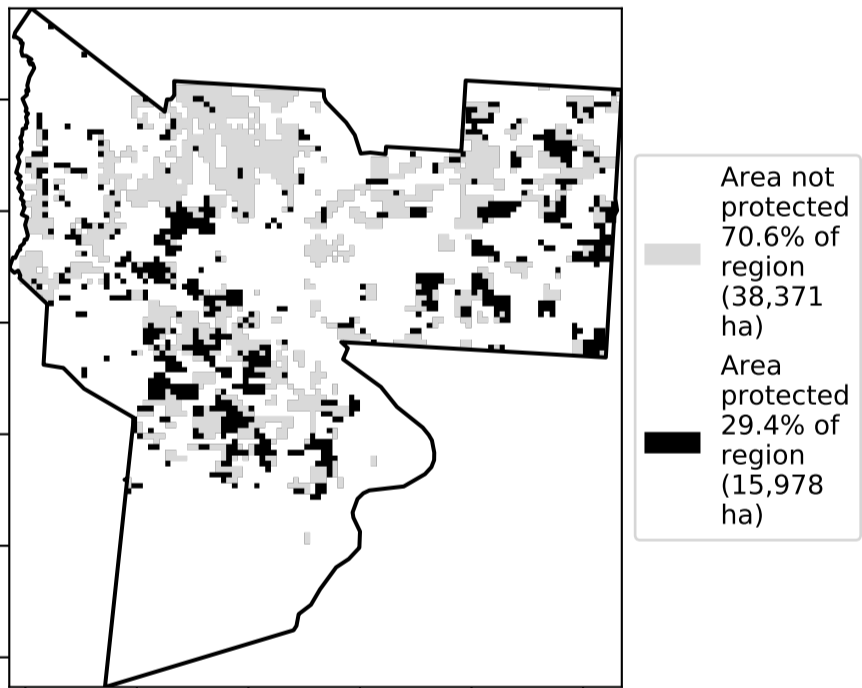 Area not
protected
70.6% of
region
(38,371
ha)
Area
protected
29.4% of
region
(15,978
ha)